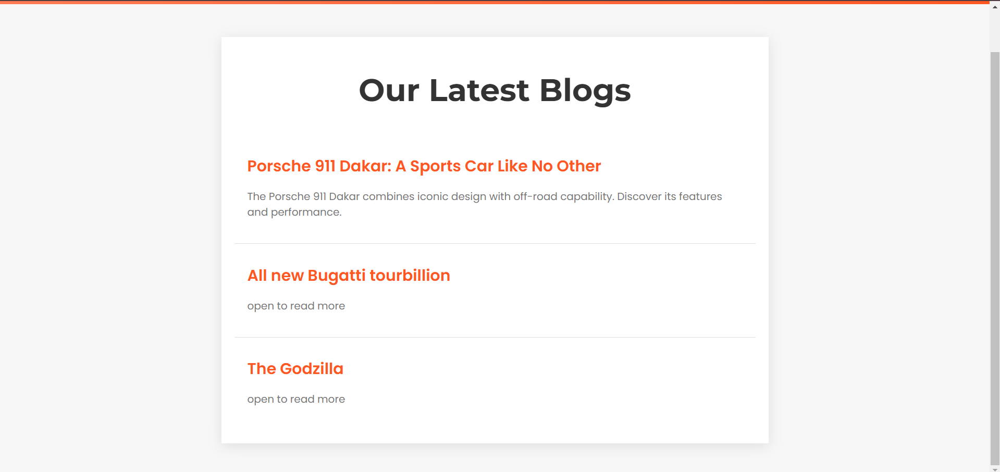 Our Latest Blogs
Porsche 911 Dakar: A Sports Car Like No Other
The Porsche 911 Dakar combines iconic design with off-road capability. Discover its features
and performance.
All new Bugatti tourbillion
open to read more
The Godzilla
open to read more